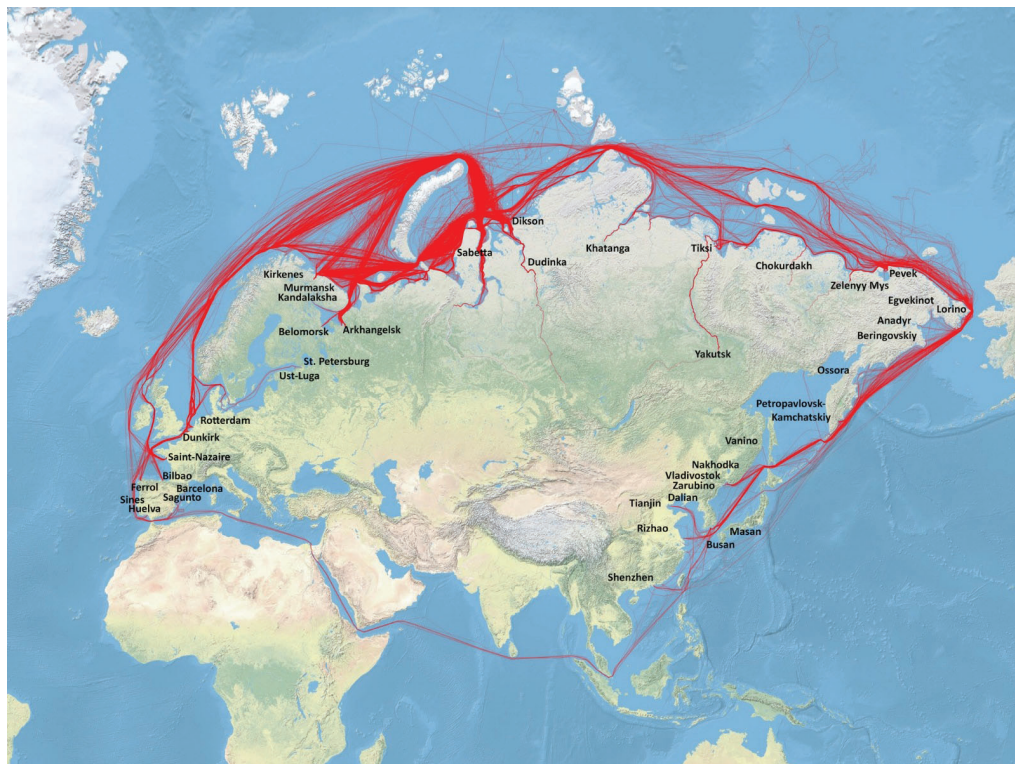 Dikson
Sabetta
Khatanga
Tiksi
Dudinka
Chokurdakh
Kirkenes
Pevek
Murmansk
Zelenyy Mys
Kandalaksha
Egvekinot
Lorino
Anadyr
Belomorsk
Arkhangelsk
Beringovskiy
Yakutsk
St. Petersburg
Ossora
Ust-Luga
Petropavlovsk-
Kamchatskiy
Rotterdam
Dunkirk
Vanino
Saint-Nazaire
Nakhodka
Bilbao
Vladivostok
Ferrol
Barcelona
Zarubino
Sines
Sagunto
Dalian
Tianjin
Huelva
Rizhao
Masan
Busan
Shenzhen